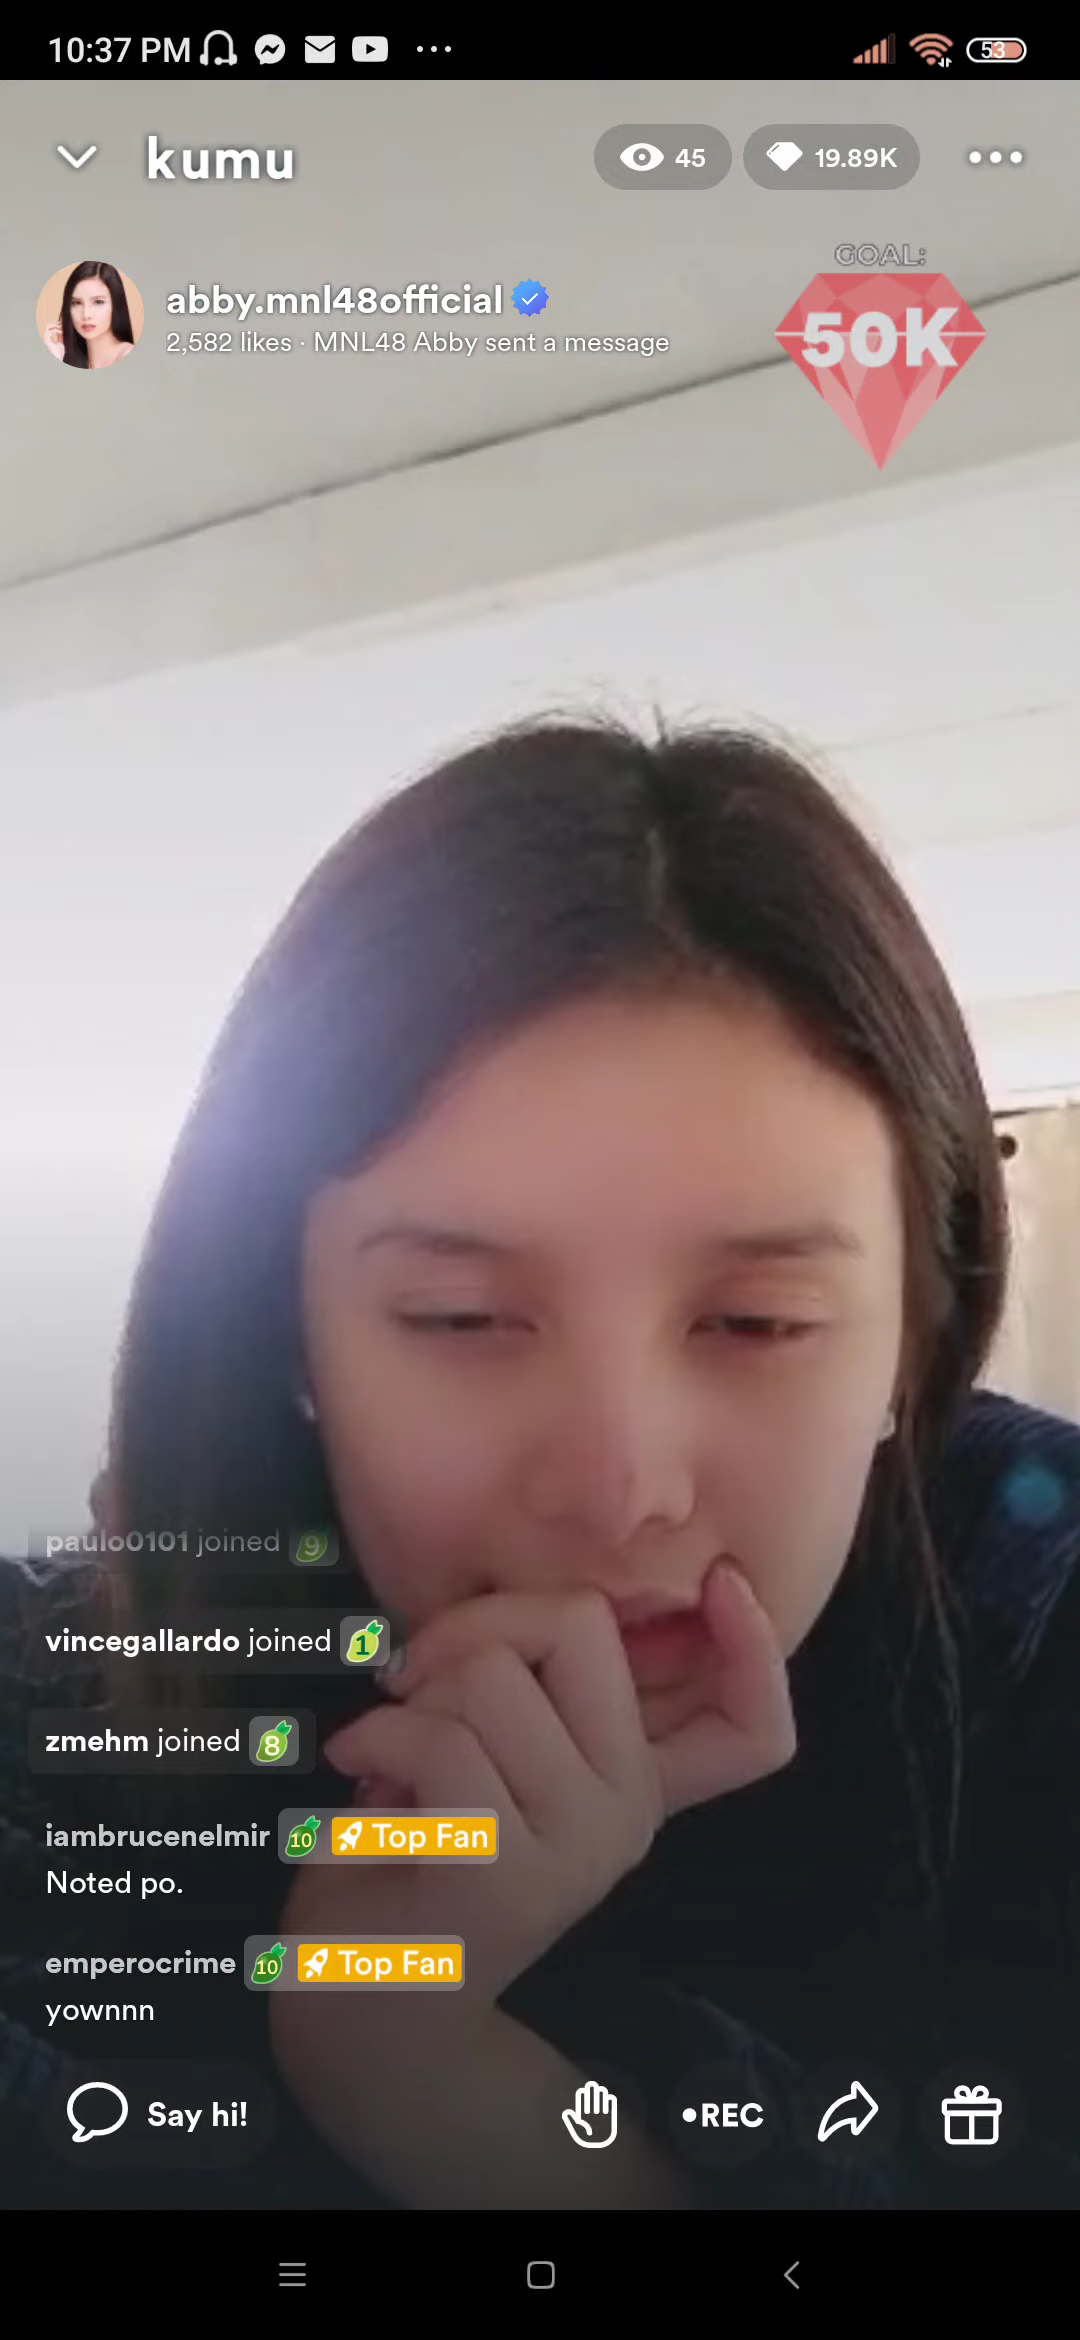 10:37 PM
53
kumu
45
19.89K
GOAL:
50K
abby.mnl48official
2,582 likes · MNL48 Abby sent a message
paulo0101 joined 9
vincegallardo joined 1
zmehm joined 8
iambrucenelmir 10 Top Fan
Noted po.
emperocrime 10 Top Fan
yownnn
Say hi!
•REC